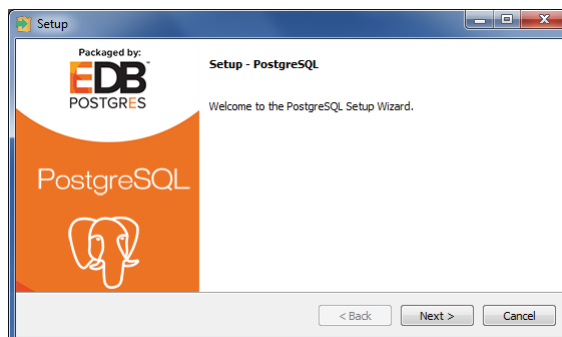 Setup
Packaged by:
EDB
POSTGRES
Setup - PostgreSQL
Welcome to the PostgreSQL Setup Wizard.
PostgreSQL
< Back
Next >
Cancel